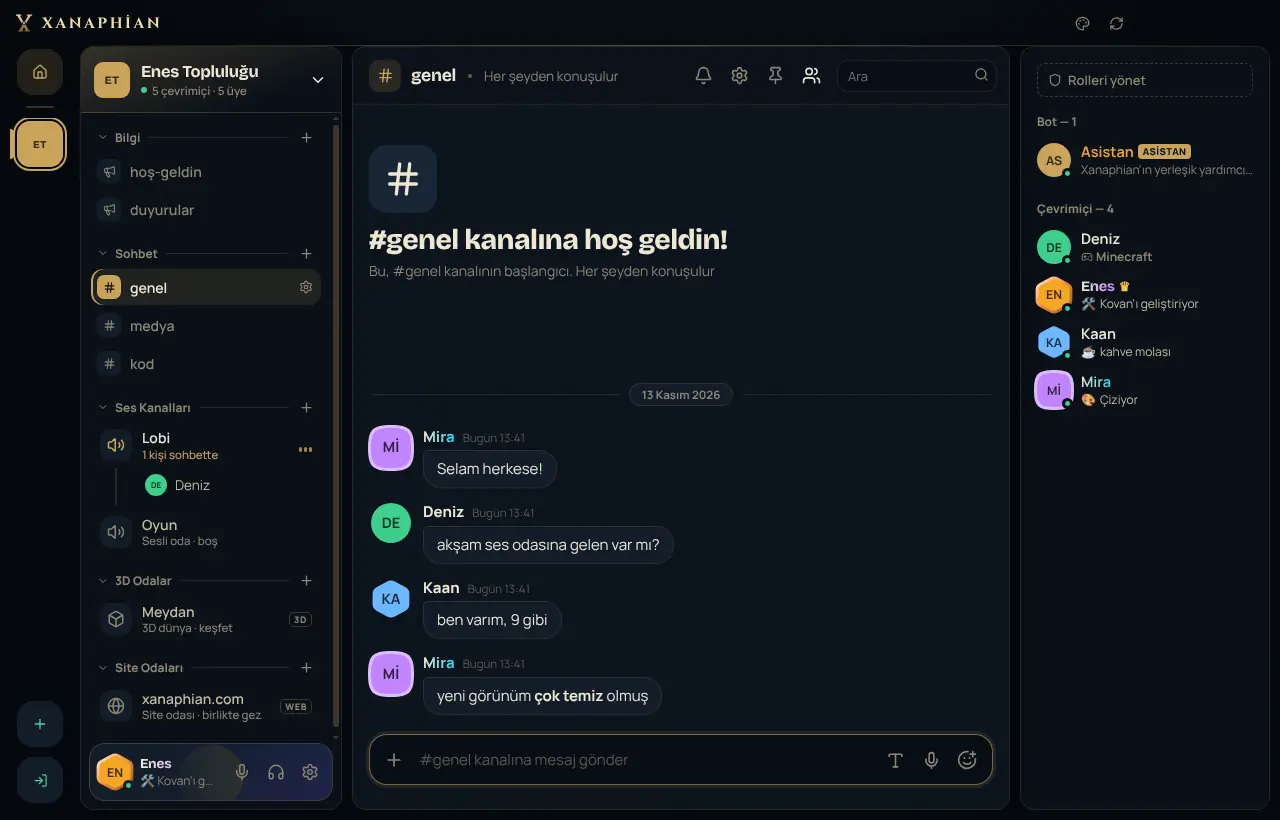 XANAPHİAN
ET
Enes Topluluğu
5 çevrimiçi · 5 üye
ET
Bilgi
hoş-geldin
duyurular
Sohbet
genel
medya
kod
Ses Kanalları
Lobi
1 kişi sohbette
DE Deniz
Oyun
Sesli oda · boş
3D Odalar
Meydan
3D dünya · keşfet
3D
Site Odaları
xanaphian.com
Site odası · birlikte gez
WEB
EN
Enes
🛠️ Kovan'ı g...
# genel • Her şeyden konuşulur
Ara
#
#genel kanalına hoş geldin!
Bu, #genel kanalının başlangıcı. Her şeyden konuşulur
13 Kasım 2026
Mİ
Mira Bugün 13:41
Selam herkese!
DE
Deniz Bugün 13:41
akşam ses odasına gelen var mı?
KA
Kaan Bugün 13:41
ben varım, 9 gibi
Mİ
Mira Bugün 13:41
yeni görünüm çok temiz olmuş
#genel kanalına mesaj gönder
Rolleri yönet
Bot — 1
AS
Asistan ASİSTAN
Xanaphian'ın yerleşik yardımcı...
Çevrimiçi — 4
DE
Deniz
Minecraft
EN
Enes
🛠️ Kovan'ı geliştiriyor
KA
Kaan
☕ kahve molası
Mİ
Mira
🎨 Çiziyor